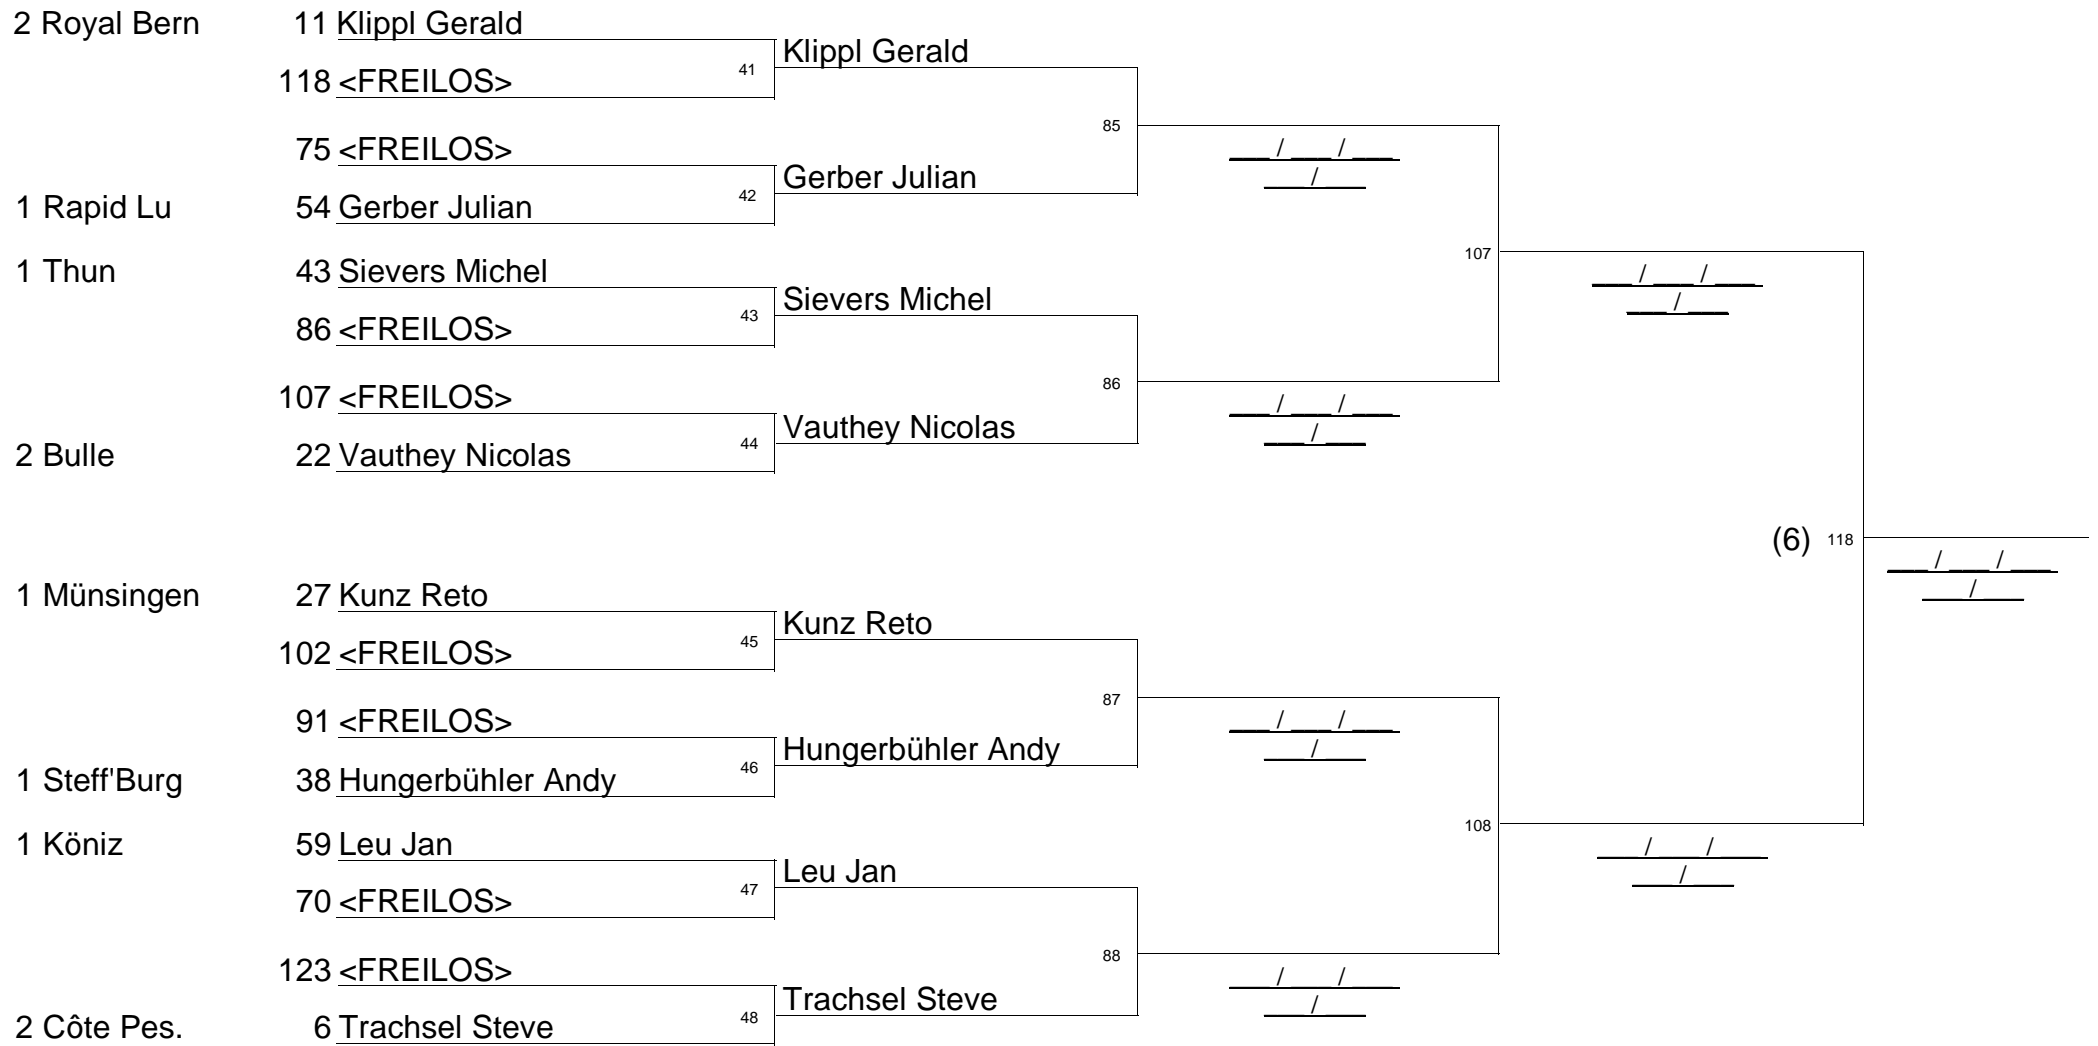 2 Royal Bern 11 Klippl Gerald
Klippl Gerald
41
118 <FREILOS>
85
75 <FREILOS>
___ / ___ / ___
___ / ___
Gerber Julian
42
1 Rapid Lu 54 Gerber Julian
107
1 Thun 43 Sievers Michel
___ / ___ / ___
___ / ___
Sievers Michel
43
86 <FREILOS>
86
107 <FREILOS>
___ / ___ / ___
___ / ___
Vauthey Nicolas
44
2 Bulle 22 Vauthey Nicolas
(6) 118
___ / ___ / ___
___ / ___
1 Münsingen 27 Kunz Reto
Kunz Reto
45
102 <FREILOS>
87
91 <FREILOS>
___ / ___ / ___
___ / ___
Hungerbühler Andy
46
1 Steff'Burg 38 Hungerbühler Andy
108
1 Köniz 59 Leu Jan
___ / ___ / ___
___ / ___
Leu Jan
47
70 <FREILOS>
88
123 <FREILOS>
___ / ___ / ___
___ / ___
Trachsel Steve
48
2 Côte Pes. 6 Trachsel Steve